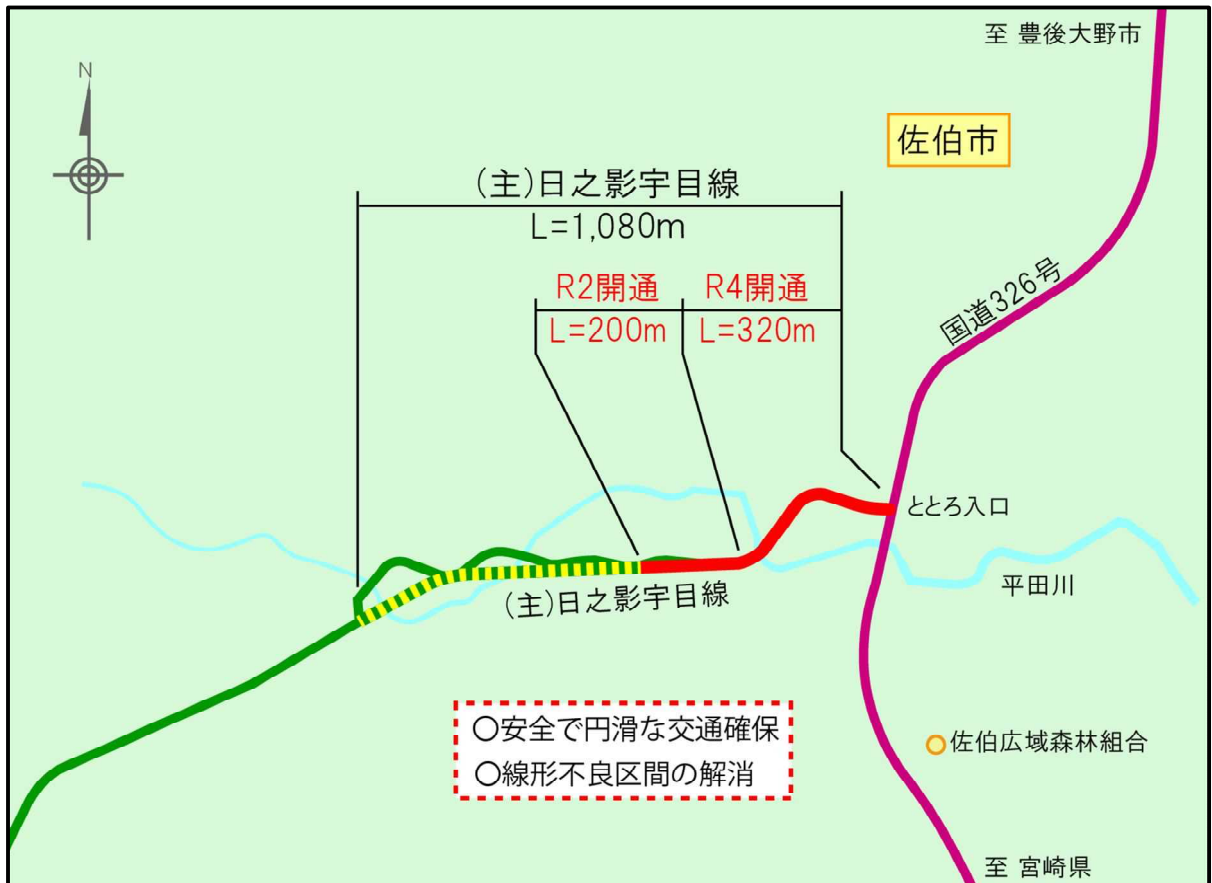 至 豊後大野市
N
佐伯市
(主)日之影宇目線
L=1,080m
R2開通
R4開通
L=200m
L=320m
国道326号
ととろ入口
平田川
(主)日之影宇目線
○安全で円滑な交通確保
○線形不良区間の解消
佐伯広域森林組合
至 宮崎県